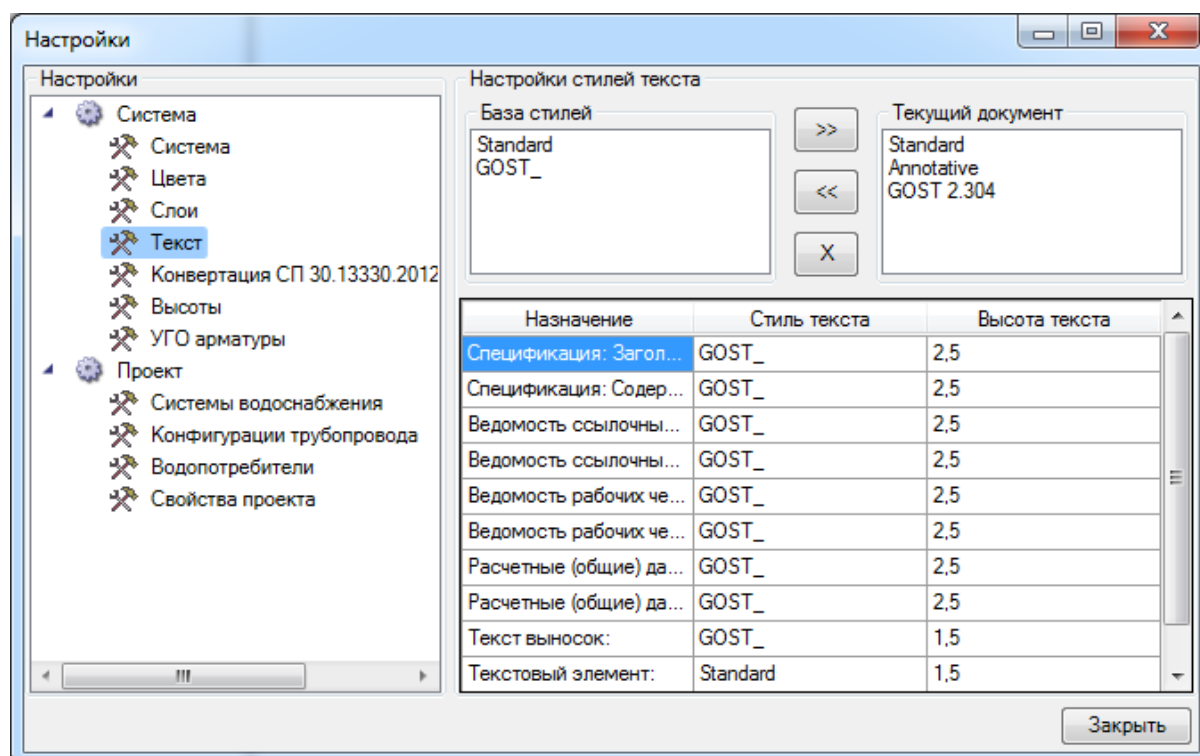 Настройки
Настройки
Система
Система
Цвета
Слои
Текст
Конвертация СП 30.13330.2012
Высоты
УГО арматуры
Проект
Системы водоснабжения
Конфигурации трубопровода
Водопотребители
Свойства проекта
Настройки стилей текста
База стилей
Standard
GOST_
>>
<<
X
Текущий документ
Standard
Annotative
GOST 2.304
Назначение Стиль текста Высота текста
Спецификация: Загол... GOST_ 2,5
Спецификация: Содер... GOST_ 2,5
Ведомость ссылочны... GOST_ 2,5
Ведомость ссылочны... GOST_ 2,5
Ведомость рабочих че... GOST_ 2,5
Ведомость рабочих че... GOST_ 2,5
Расчетные (общие) да... GOST_ 2,5
Расчетные (общие) да... GOST_ 2,5
Текст выносок: GOST_ 1,5
Текстовый элемент: Standard 1,5
Закрыть